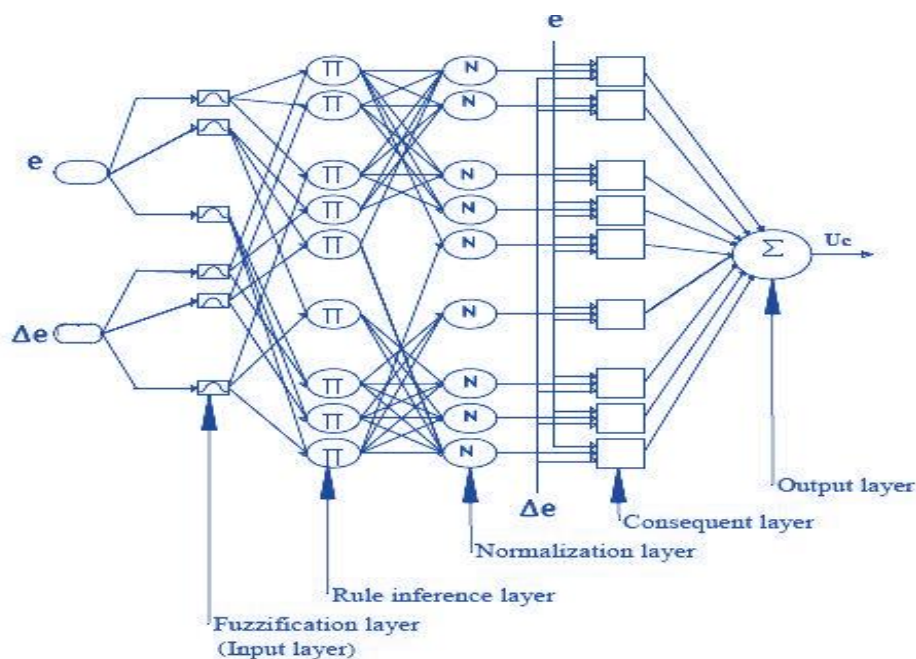 e
Π N
Π N
e
Π N
Π N
Π N
Σ Uc
Δe
Π N
Π N
Π N
Π N
Δe
Output layer
Consequent layer
Normalization layer
Rule inference layer
Fuzzification layer
(Input layer)